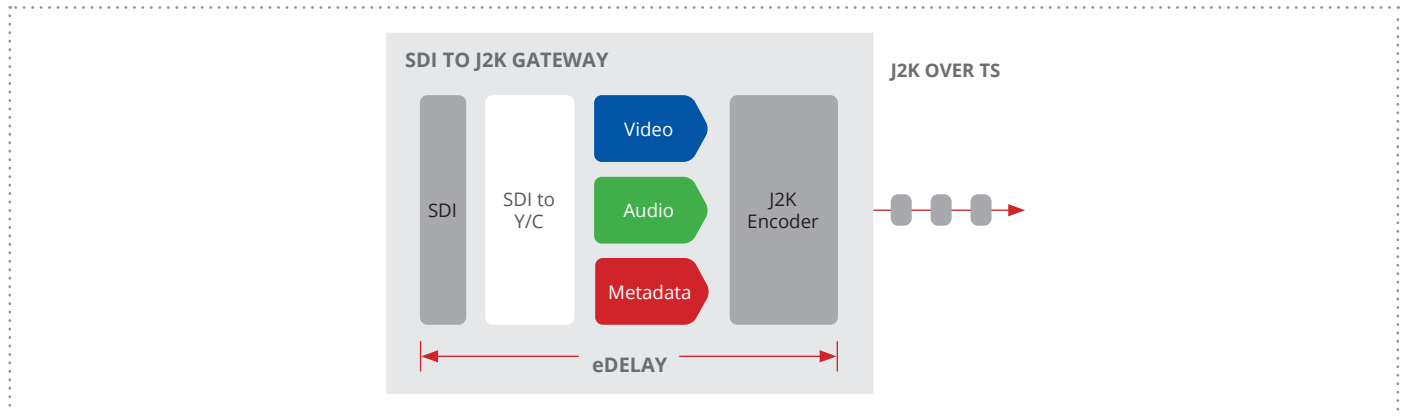 SDI TO J2K GATEWAY
J2K OVER TS
SDI
SDI to
Y/C
Video
Audio
Metadata
J2K
Encoder
eDELAY